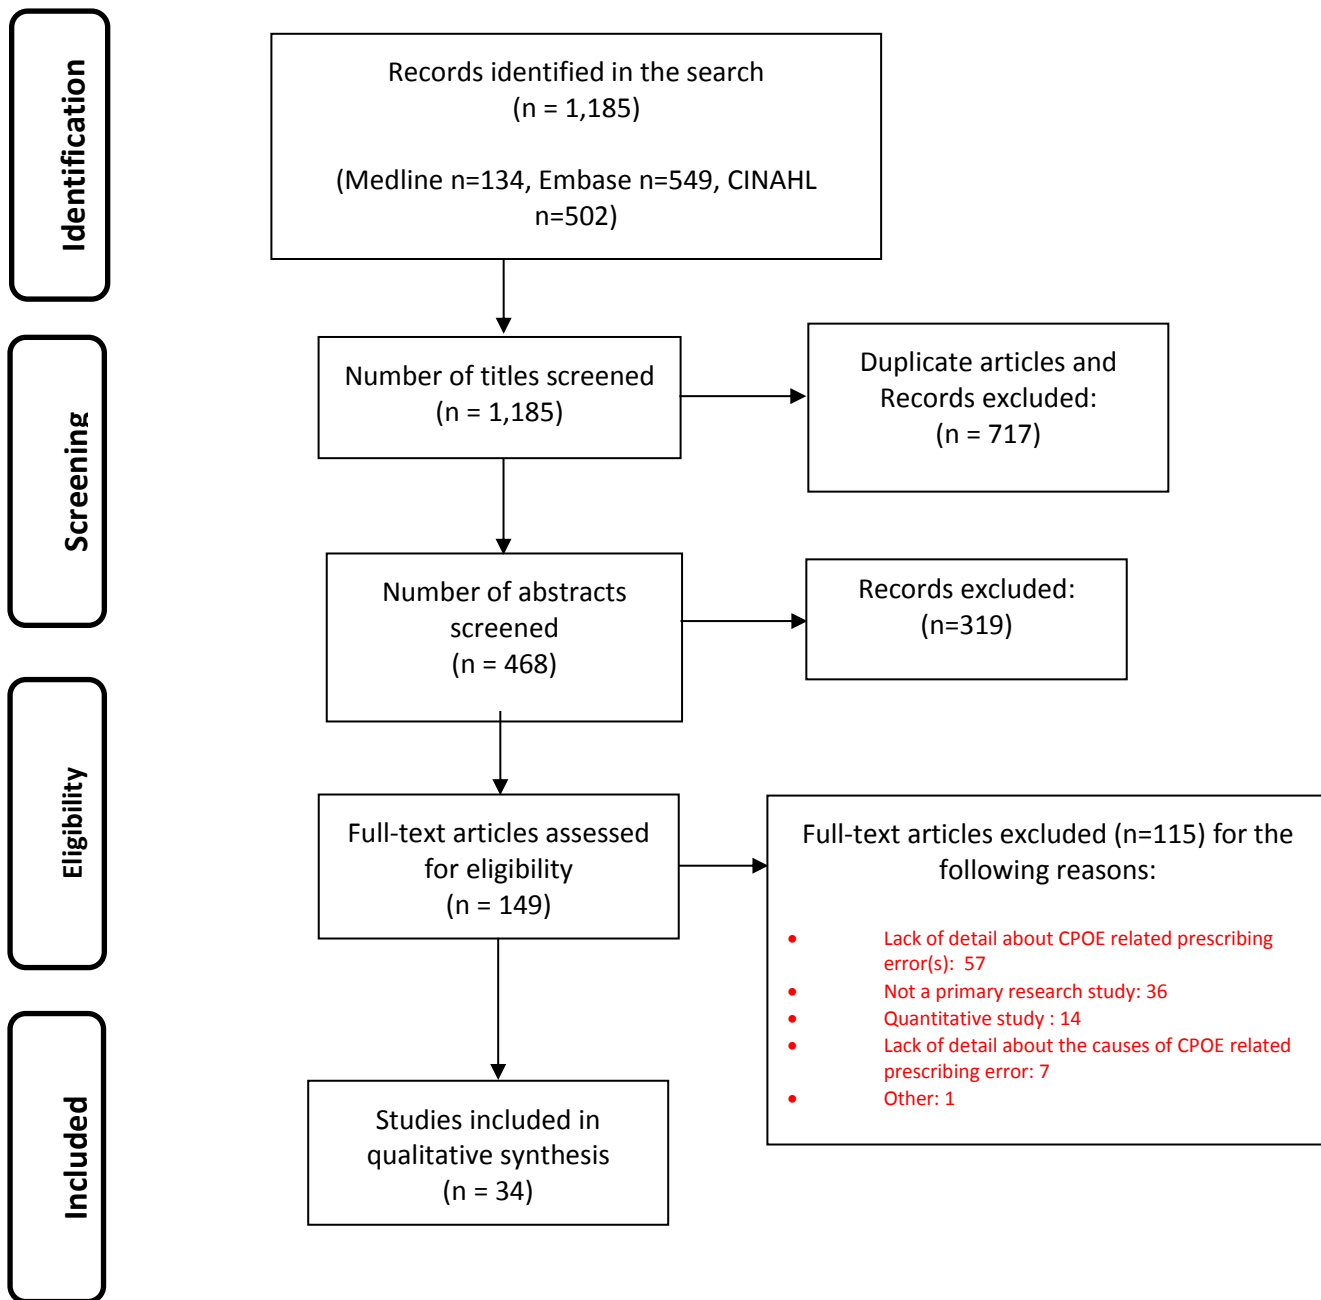 Identification
Records identified in the search
(n = 1,185)
(Medline n=134, Embase n=549, CINAHL
n=502)
Screening
Number of titles screened
(n = 1,185)
Duplicate articles and
Records excluded:
(n = 717)
Number of abstracts
screened
(n = 468)
Records excluded:
(n=319)
Eligibility
Full-text articles assessed
for eligibility
(n = 149)
Full-text articles excluded (n=115) for the
following reasons:
• Lack of detail about CPOE related prescribing
error(s): 57
• Not a primary research study: 36
• Quantitative study : 14
• Lack of detail about the causes of CPOE related
prescribing error: 7
• Other: 1
Included
Studies included in
qualitative synthesis
(n = 34)